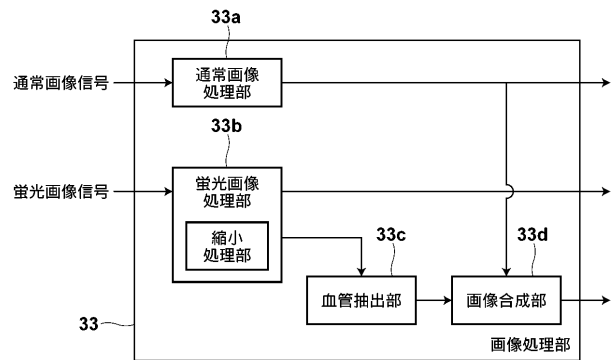 33a
通常画像信号
通常画像
処理部
33b
蛍光画像信号
蛍光画像
処理部
縮小
処理部
33c
33d
血管抽出部
画像合成部
33
画像処理部